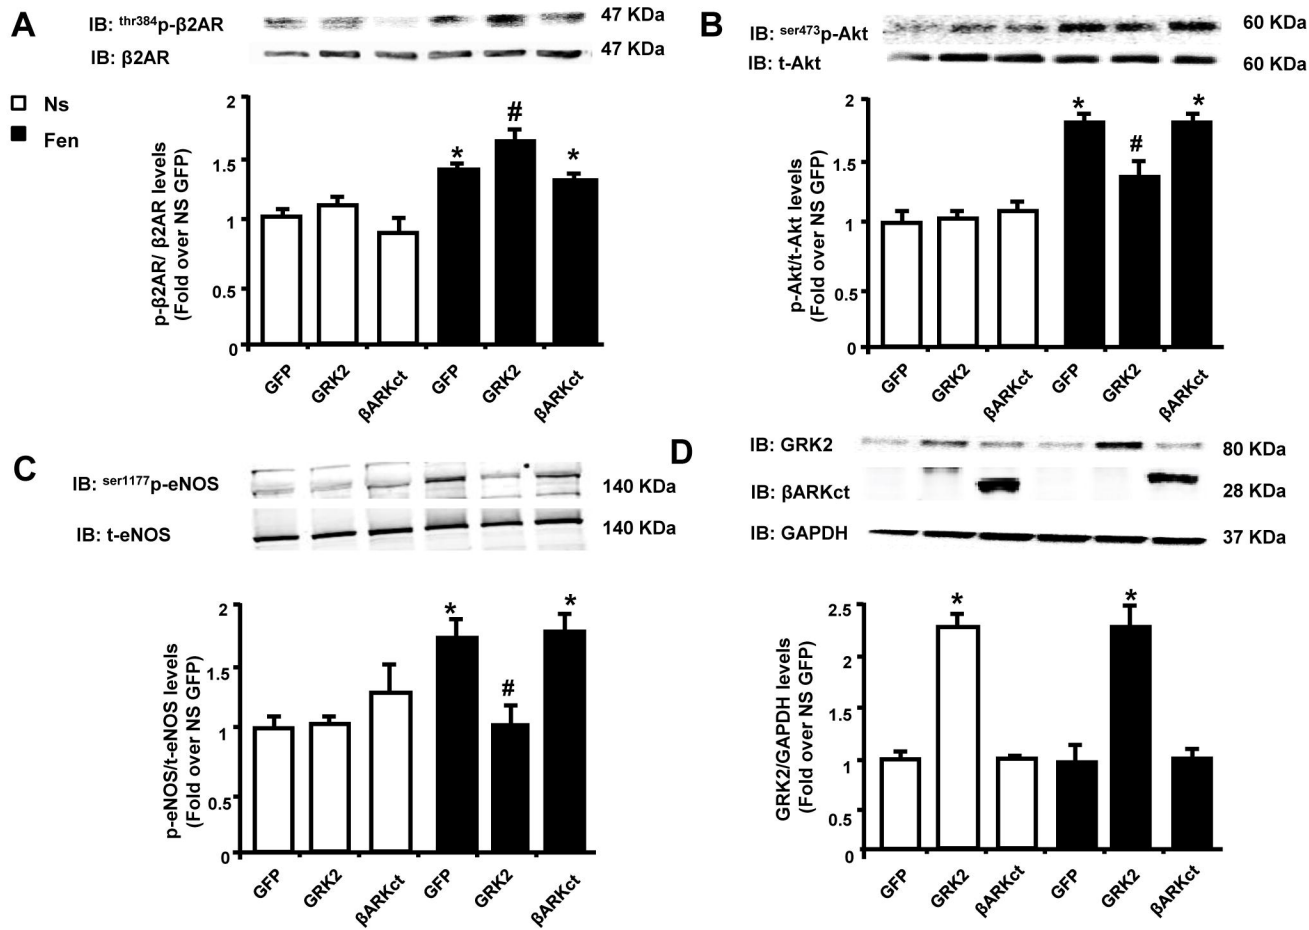 A
IB: thr384p-β2AR
47 KDa
IB: β2AR
47 KDa
Ns
Fen
p-β2AR/ β2AR levels
(Fold over NS GFP)
2
1.5
1
0.5
0
*
#
*
GFP
GRK2
βARKct
GFP
GRK2
βARKct
B
IB: ser473p-Akt
60 KDa
IB: t-Akt
60 KDa
p-Akt/t-Akt levels
(Fold over NS GFP)
2
1.5
1
0.5
0
*
#
*
GFP
GRK2
βARKct
GFP
GRK2
βARKct
C
IB: ser1177p-eNOS
140 KDa
IB: t-eNOS
140 KDa
p-eNOS/t-eNOS levels
(Fold over NS GFP)
2
1.5
1
0.5
0
*
#
*
GFP
GRK2
βARKct
GFP
GRK2
βARKct
D
IB: GRK2
80 KDa
IB: βARKct
28 KDa
IB: GAPDH
37 KDa
GRK2/GAPDH levels
(Fold over NS GFP)
2.5
2
1.5
1
0.5
0
*
*
GFP
GRK2
βARKct
GFP
GRK2
βARKct